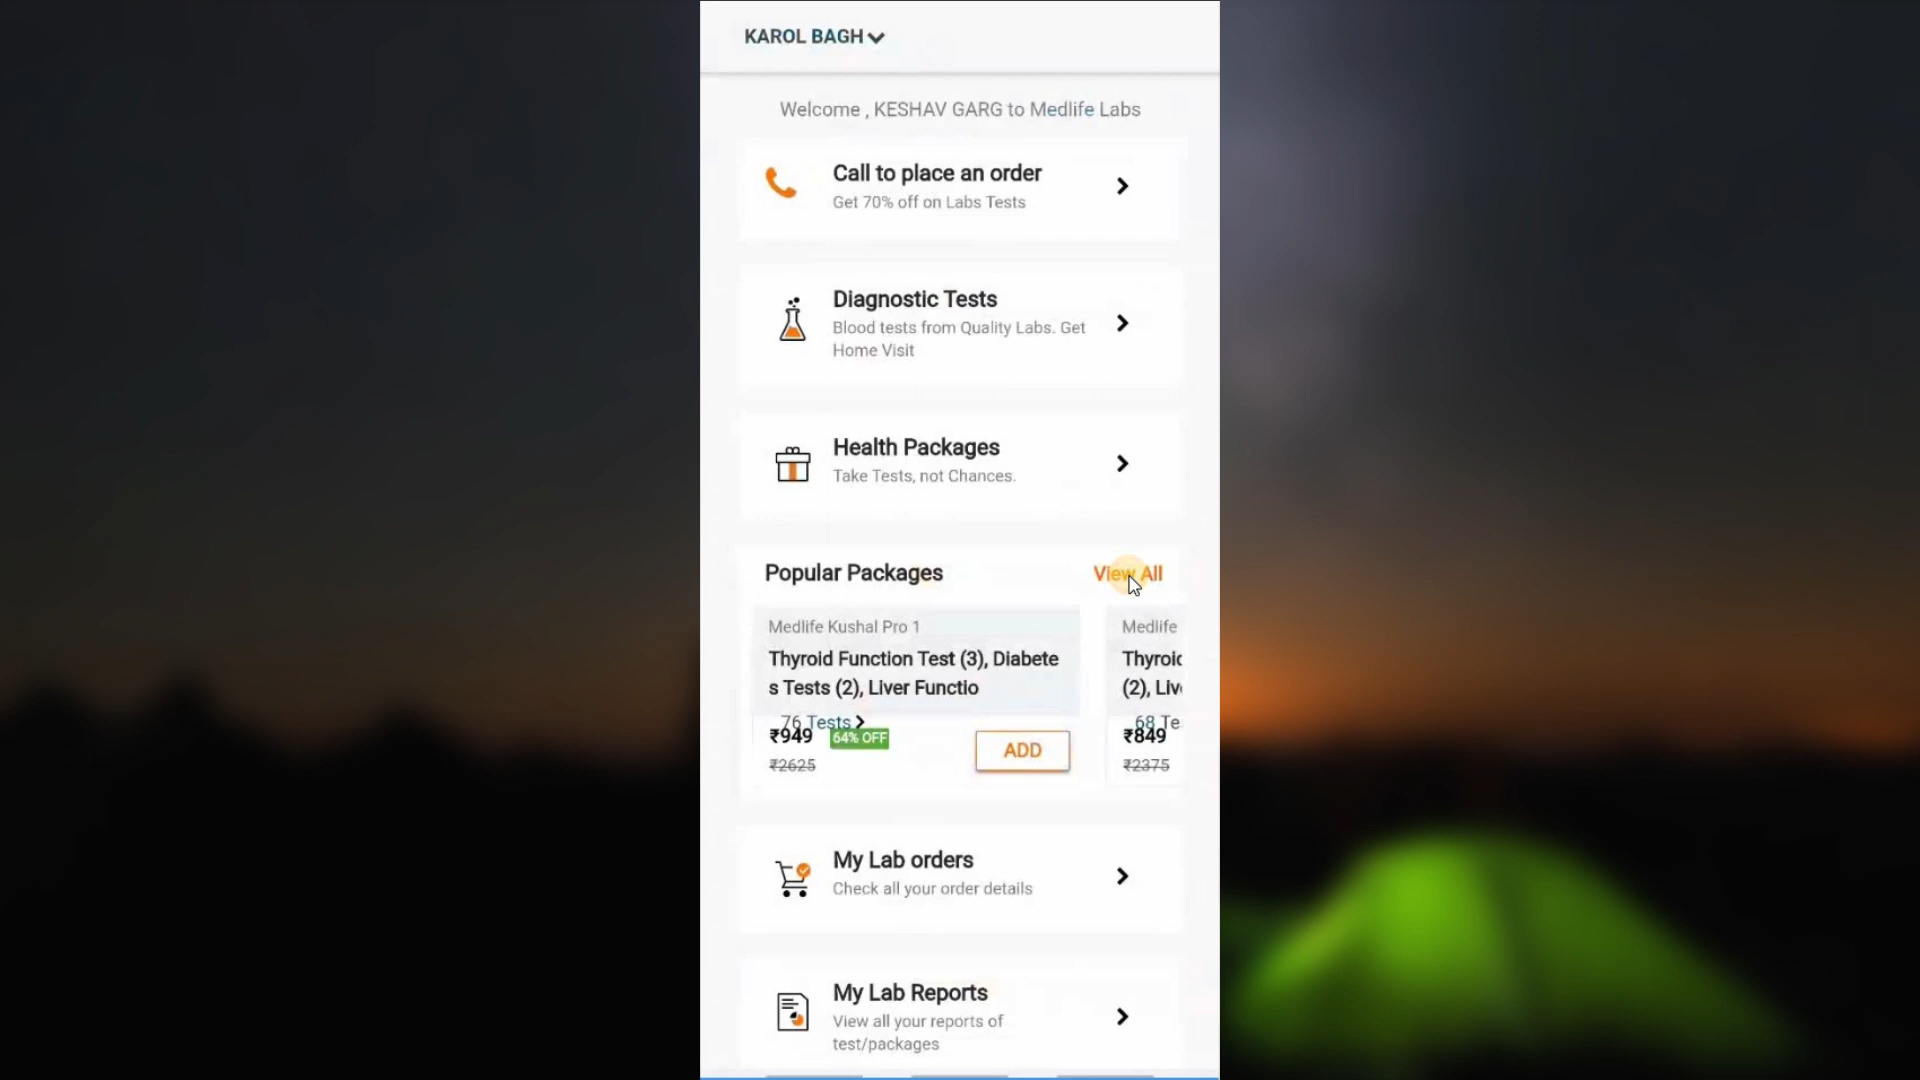 KAROL BAGH
Welcome , KESHAV GARG to Medlife Labs
Call to place an order
Get 70% off on Labs Tests
Diagnostic Tests
Blood tests from Quality Labs. Get
Home Visit
Health Packages
Take Tests, not Chances.
Popular Packages
View All
Medlife Kushal Pro 1
Thyroid Function Test (3), Diabete
s Tests (2), Liver Functio
76 Tests
₹949
64% OFF
₹2625
ADD
Medlife
Thyroid
(2), Liv
68 Te
₹849
₹2375
My Lab orders
Check all your order details
My Lab Reports
View all your reports of
test/packages